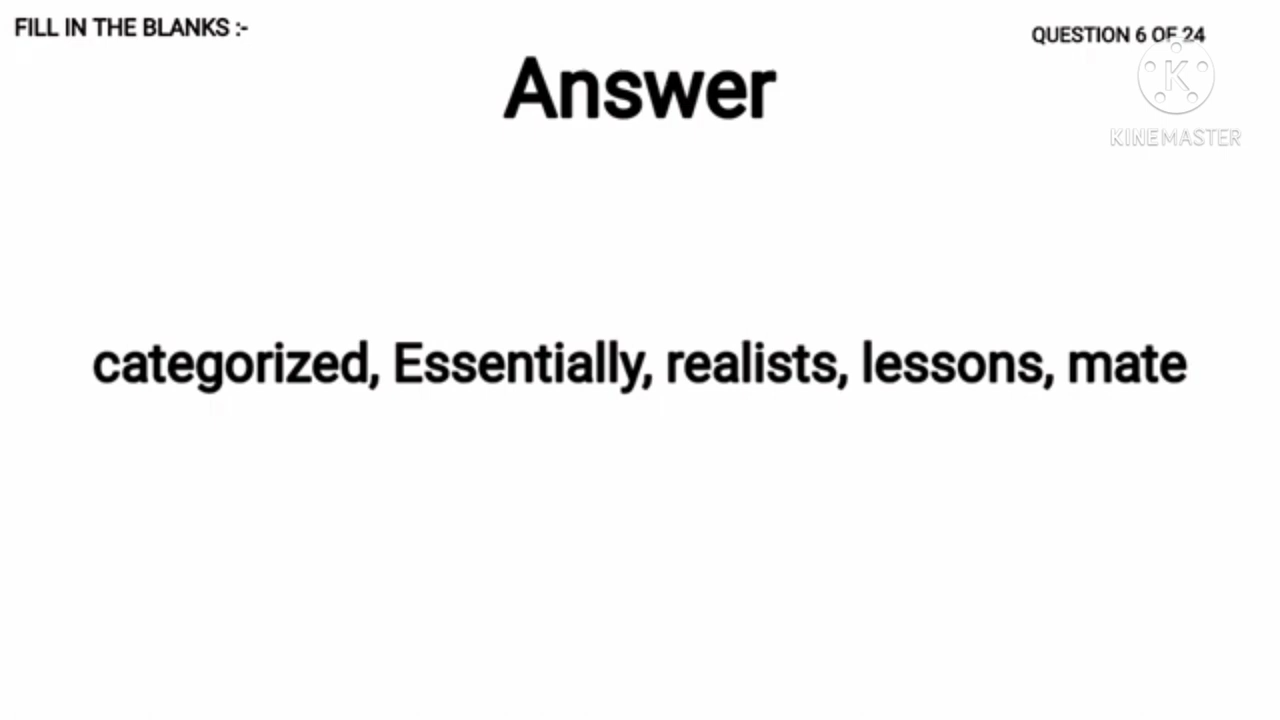 FILL IN THE BLANKS :-
QUESTION 6 OF 24
Answer
K
KINEMASTER
categorized, Essentially, realists, lessons, mate